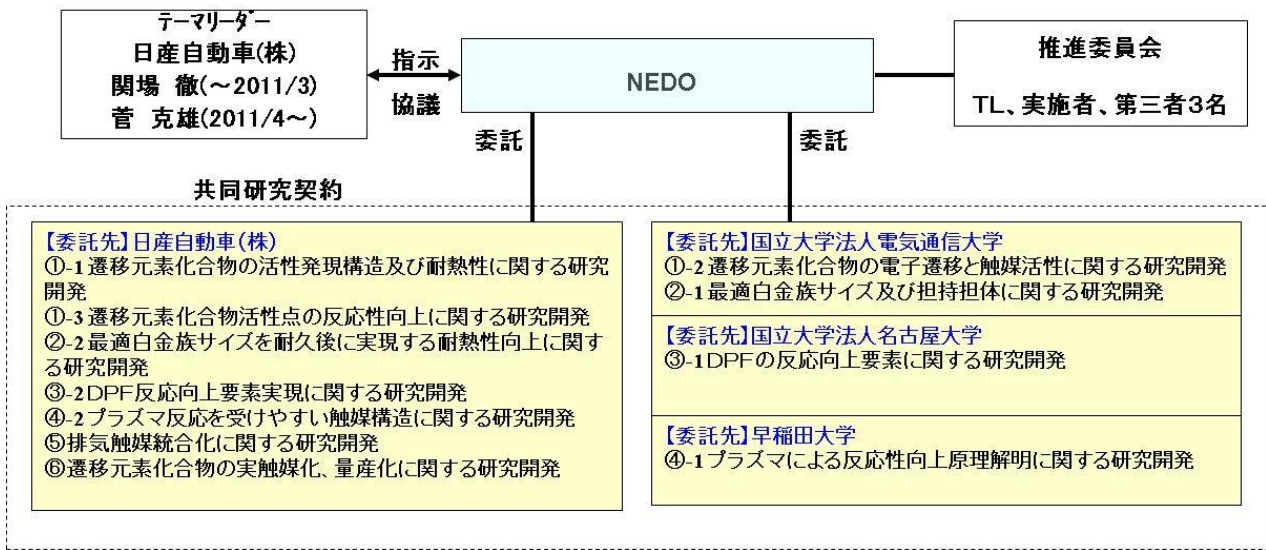 テーマリーダー
日産自動車(株)
関場 徹(～2011/3)
菅 克雄(2011/4～)
指示
協議
NEDO
推進委員会
TL、実施者、第三者3名
委託
委託
共同研究契約
【委託先】日産自動車(株)
①-1遷移元素化合物の活性発現構造及び耐熱性に関する研究
開発
①-3遷移元素化合物活性点の反応性向上に関する研究開発
②-2最適白金族サイズを耐久後に実現する耐熱性向上に関す
る研究開発
③-2DPF反応向上要素実現に関する研究開発
④-2プラズマ反応を受けやすい触媒構造に関する研究開発
⑤排気触媒統合化に関する研究開発
⑥遷移元素化合物の実触媒化、量産化に関する研究開発
【委託先】国立大学法人電気通信大学
①-2遷移元素化合物の電子遷移と触媒活性に関する研究開発
②-1最適白金族サイズ及び担持担体に関する研究開発
【委託先】国立大学法人名古屋大学
③-1DPFの反応向上要素に関する研究開発
【委託先】早稲田大学
④-1プラズマによる反応性向上原理解明に関する研究開発